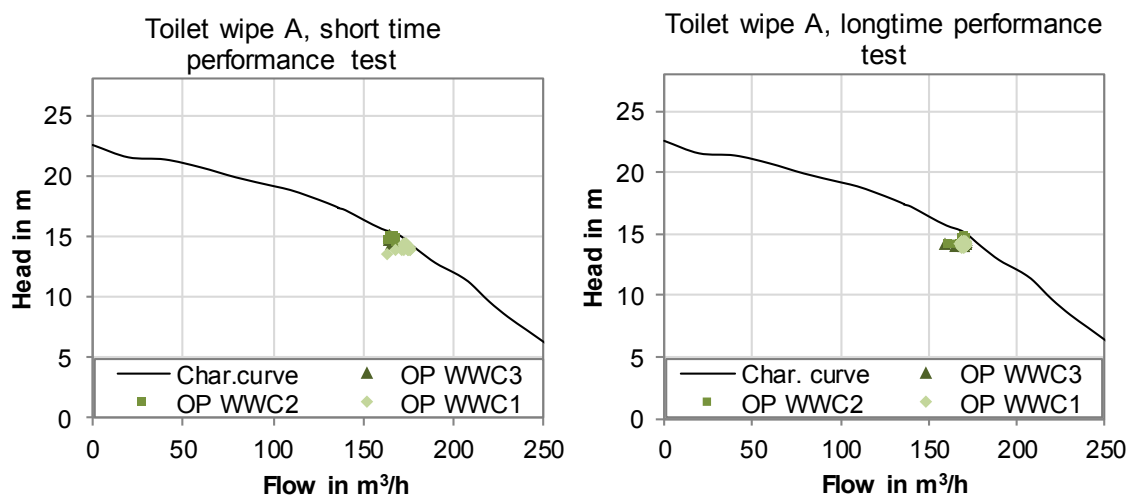 Toilet wipe A, short time
performance test
25
20
15
10
5
0
Head in m
Char.curve
OP WWC3
OP WWC2
OP WWC1
0 50 100 150 200 250
Flow in m³/h
Toilet wipe A, longtime performance
test
25
20
15
10
5
0
Head in m
Char. curve
OP WWC3
OP WWC2
OP WWC1
0 50 100 150 200 250
Flow in m³/h